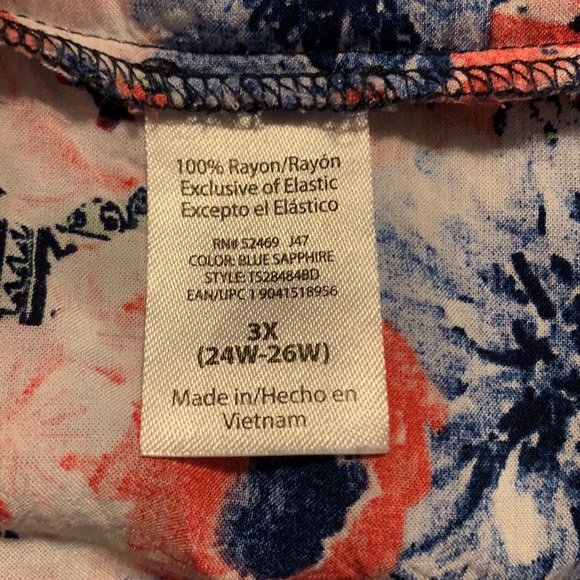 100% Rayon/Rayón
Exclusive of Elastic
Excepto el Elástico
RN# 52469 J47
COLOR: BLUE SAPPHIRE
STYLE: TS28484BD
EAN/UPC 1 9041518956
3X
(24W-26W)
Made in/Hecho en
Vietnam